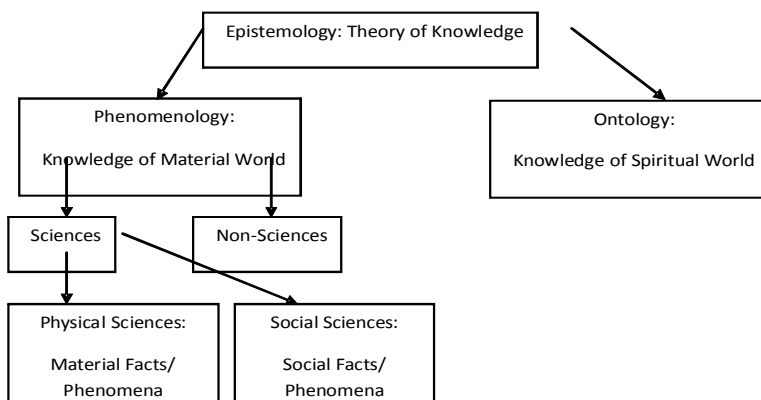 Epistemology: Theory of Knowledge
Phenomenology:
Knowledge of Material World
Ontology:
Knowledge of Spiritual World
Sciences
Non-Sciences
Physical Sciences:
Material Facts/
Phenomena
Social Sciences:
Social Facts/
Phenomena